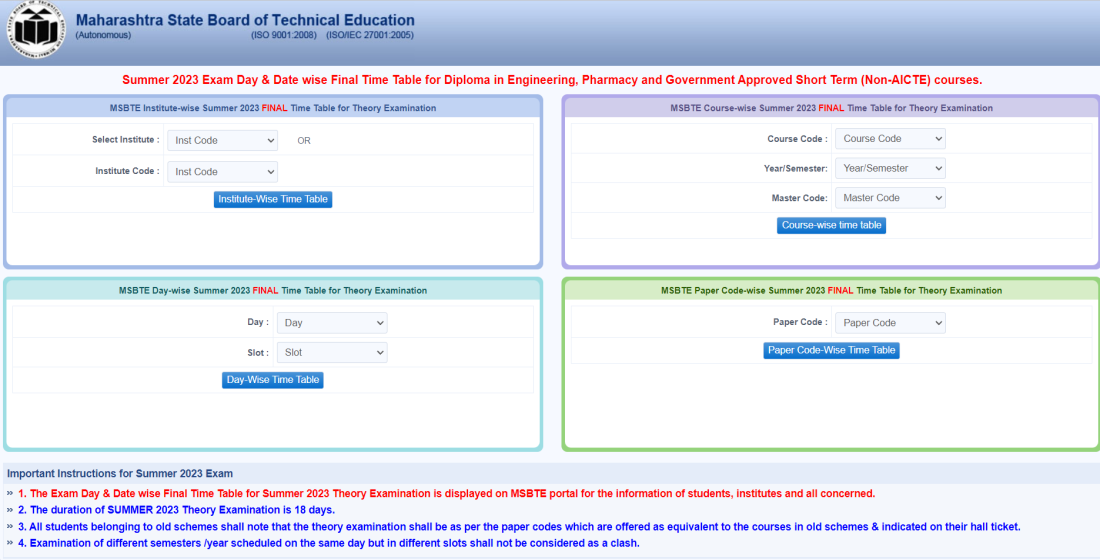 Maharashtra State Board of Technical Education
(Autonomous) (ISO 9001:2008) (ISO/IEC 27001:2005)
Summer 2023 Exam Day & Date wise Final Time Table for Diploma in Engineering, Pharmacy and Government Approved Short Term (Non-AICTE) courses.
MSBTE Institute-wise Summer 2023 FINAL Time Table for Theory Examination
Select Institute : Inst Code OR
Institute Code : Inst Code
Institute-Wise Time Table
MSBTE Course-wise Summer 2023 FINAL Time Table for Theory Examination
Course Code : Course Code
Year/Semester: Year/Semester
Master Code: Master Code
Course-wise time table
MSBTE Day-wise Summer 2023 FINAL Time Table for Theory Examination
Day : Day
Slot : Slot
Day-Wise Time Table
MSBTE Paper Code-wise Summer 2023 FINAL Time Table for Theory Examination
Paper Code : Paper Code
Paper Code-Wise Time Table
Important Instructions for Summer 2023 Exam
» 1. The Exam Day & Date wise Final Time Table for Summer 2023 Theory Examination is displayed on MSBTE portal for the information of students, institutes and all concerned.
» 2. The duration of SUMMER 2023 Theory Examination is 18 days.
» 3. All students belonging to old schemes shall note that the theory examination shall be as per the paper codes which are offered as equivalent to the courses in old schemes & indicated on their hall ticket.
» 4. Examination of different semesters /year scheduled on the same day but in different slots shall not be considered as a clash.